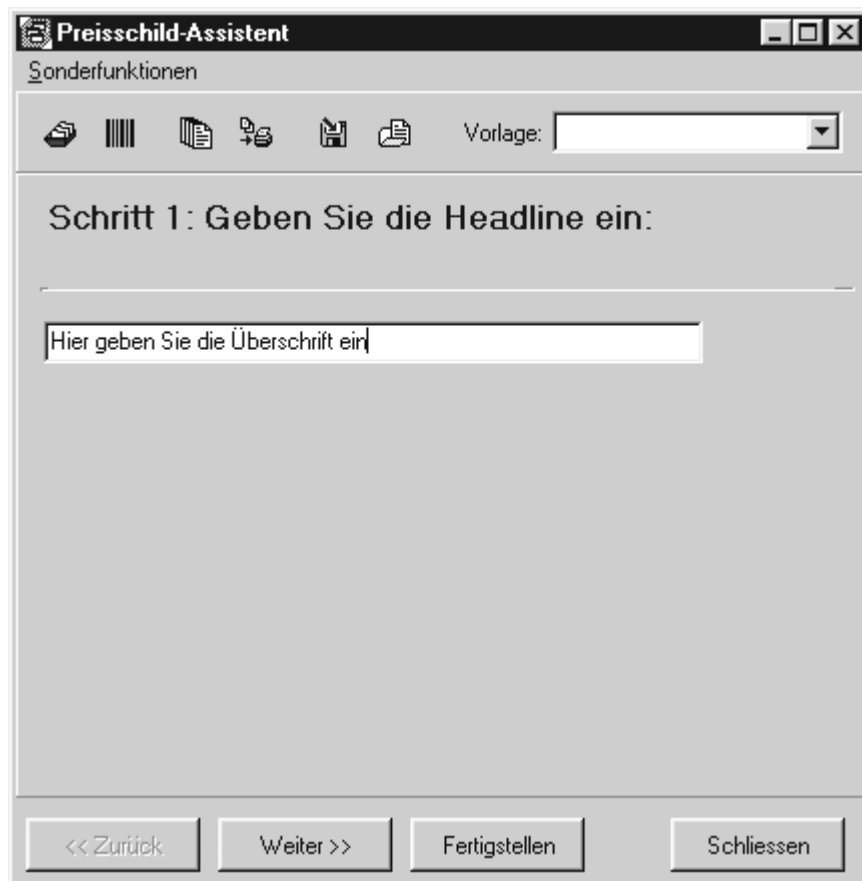 Preisschild-Assistent
Sonderfunktionen
Vorlage:
Schritt 1: Geben Sie die Headline ein:
Hier geben Sie die Überschrift ein
<< Zurück Weiter >> Fertigstellen Schliessen